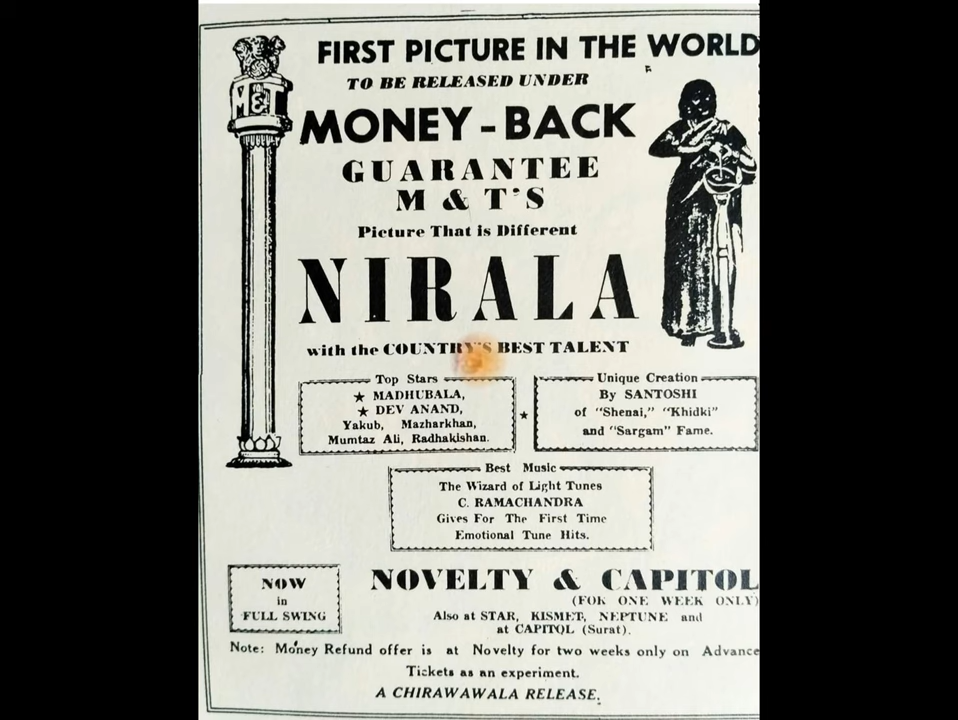 FIRST PICTURE IN THE WORLD
TO BE RELEASED UNDER
MONEY-BACK
GUARANTEE
M & T'S
Picture That is Different
NIRALA
with the COUNTRY'S BEST TALENT
Top Stars
★ MADHUBALA,
★ DEV ANAND,
Yakub, Mazharkhan,
Mumtaz Ali, Radhakishan.
★
Unique Creation
By SANTOSHI
of "Shenai," "Khidki"
and "Sargam" Fame.
Best Music
The Wizard of Light Tunes
C. RAMACHANDRA
Gives For The First Time
Emotional Tune Hits.
NOW
in
FULL SWING
NOVELTY & CAPITOL
(FOR ONE WEEK ONLY)
Also at STAR, KISMET, NEPTUNE and
at CAPITOL (Surat).
Note: Money Refund offer is at Novelty for two weeks only on Advance
Tickets as an experiment.
A CHIRAWAWALA RELEASE.